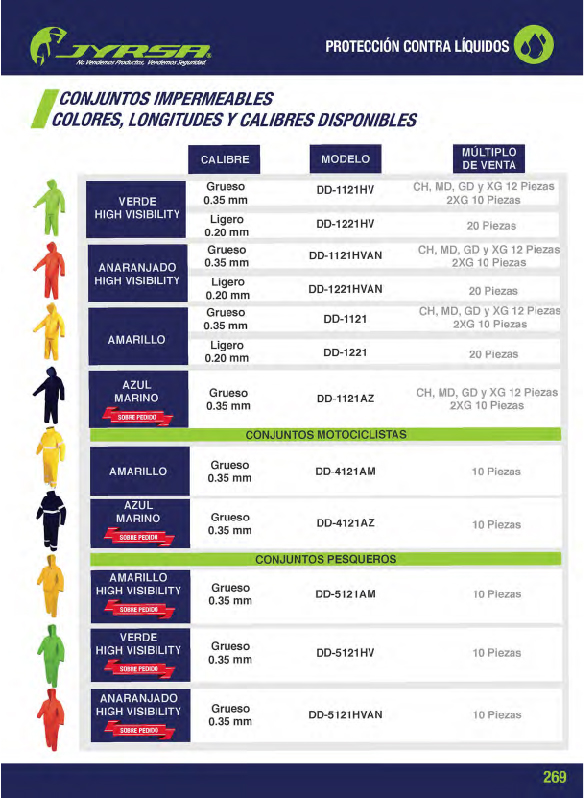 JYRSA®
No Vendemos Productos, Vendemos Seguridad.
PROTECCIÓN CONTRA LÍQUIDOS
CONJUNTOS IMPERMEABLES
COLORES, LONGITUDES Y CALIBRES DISPONIBLES
CALIBRE MODELO MÚLTIPLO
DE VENTA
VERDE
HIGH VISIBILITY
Grueso
0.35 mm
DD-1121HV
CH, MD, GD y XG 12 Piezas
2XG 10 Piezas
Ligero
0.20 mm
DD-1221HV
20 Piezas
ANARANJADO
HIGH VISIBILITY
Grueso
0.35 mm
DD-1121HVAN
CH, MD, GD y XG 12 Piezas
2XG 10 Piezas
Ligero
0.20 mm
DD-1221HVAN
20 Piezas
AMARILLO
Grueso
0.35 mm
DD-1121
CH, MD, GD y XG 12 Piezas
2XG 10 Piezas
Ligero
0.20 mm
DD-1221
20 Piezas
AZUL
MARINO
SOBRE PEDIDO
Grueso
0.35 mm
DD-1121AZ
CH, MD, GD y XG 12 Piezas
2XG 10 Piezas
CONJUNTOS MOTOCICLISTAS
AMARILLO
Grueso
0.35 mm
DD-4121AM
10 Piezas
AZUL
MARINO
SOBRE PEDIDO
Grueso
0.35 mm
DD-4121AZ
10 Piezas
CONJUNTOS PESQUEROS
AMARILLO
HIGH VISIBILITY
SOBRE PEDIDO
Grueso
0.35 mm
DD-5121AM
10 Piezas
VERDE
HIGH VISIBILITY
SOBRE PEDIDO
Grueso
0.35 mm
DD-5121HV
10 Piezas
ANARANJADO
HIGH VISIBILITY
SOBRE PEDIDO
Grueso
0.35 mm
DD-5121HVAN
10 Piezas
269